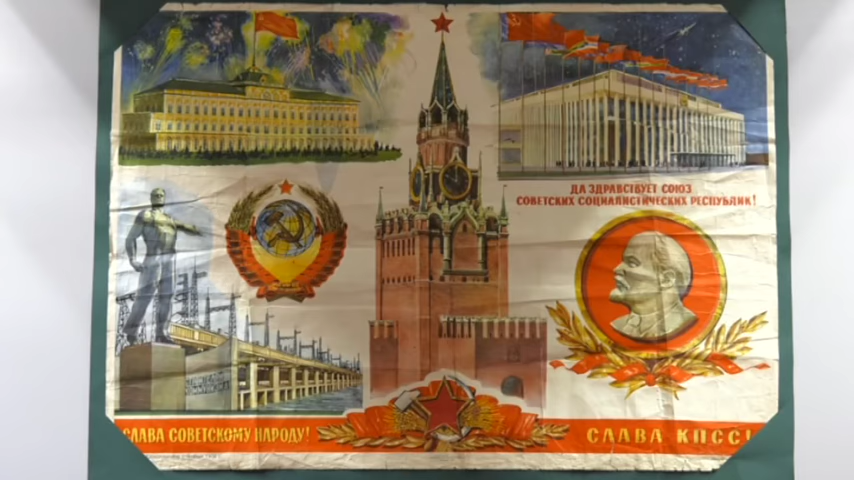 ДА ЗДРАВСТВУЕТ СОЮЗ
СОВЕТСКИХ СОЦИАЛИСТИЧЕСКИХ РЕСПУБЛИК!
СЛАВА СОВЕТСКОМУ НАРОДУ!
СЛАВА КПСС!